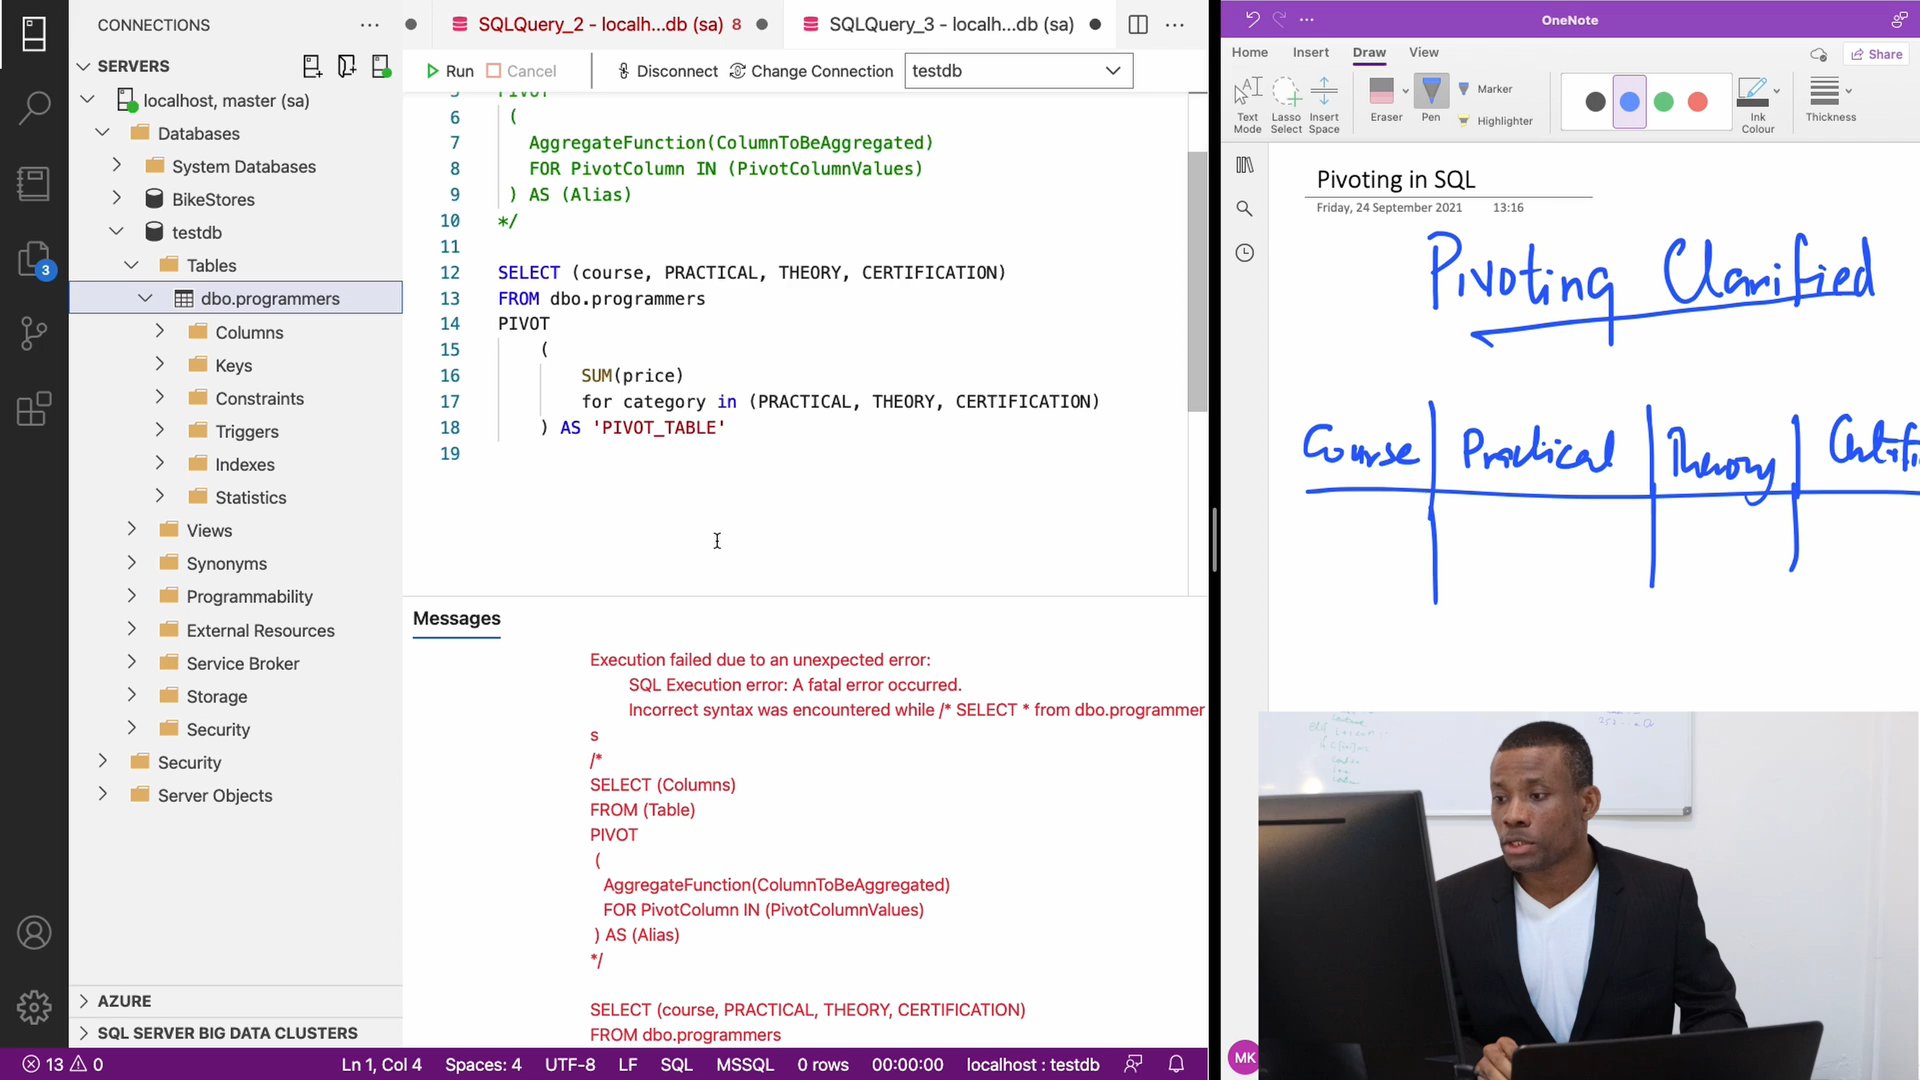 CONNECTIONS
SERVERS
localhost, master (sa)
Databases
System Databases
BikeStores
testdb
Tables
dbo.programmers
Columns
Keys
Constraints
Triggers
Indexes
Statistics
Views
Synonyms
Programmability
External Resources
Service Broker
Storage
Security
Security
Server Objects
AZURE
SQL SERVER BIG DATA CLUSTERS
3
SQLQuery_2 - localh...db (sa) 8
SQLQuery_3 - localh...db (sa)
Run Cancel Disconnect Change Connection testdb
5 PIVOT
6 (
7 AggregateFunction(ColumnToBeAggregated)
8 FOR PivotColumn IN (PivotColumnValues)
9 ) AS (Alias)
10 */
11
12 SELECT (course, PRACTICAL, THEORY, CERTIFICATION)
13 FROM dbo.programmers
14 PIVOT
15 (
16 SUM(price)
17 for category in (PRACTICAL, THEORY, CERTIFICATION)
18 ) AS 'PIVOT_TABLE'
19
Messages
Execution failed due to an unexpected error:
SQL Execution error: A fatal error occurred.
Incorrect syntax was encountered while /* SELECT * from dbo.programmer
s
/*
SELECT (Columns)
FROM (Table)
PIVOT
(
AggregateFunction(ColumnToBeAggregated)
FOR PivotColumn IN (PivotColumnValues)
) AS (Alias)
*/
SELECT (course, PRACTICAL, THEORY, CERTIFICATION)
FROM dbo.programmers
13 0 Ln 1, Col 4 Spaces: 4 UTF-8 LF SQL MSSQL 0 rows 00:00:00 localhost : testdb
OneNote
Home Insert Draw View Share
Text Mode
Lasso Select
Insert Space
Eraser
Pen
Marker
Highlighter
Ink Colour
Thickness
Pivoting in SQL
Friday, 24 September 2021 13:16
Pivoting Clarified
Course Practical Theory
MK